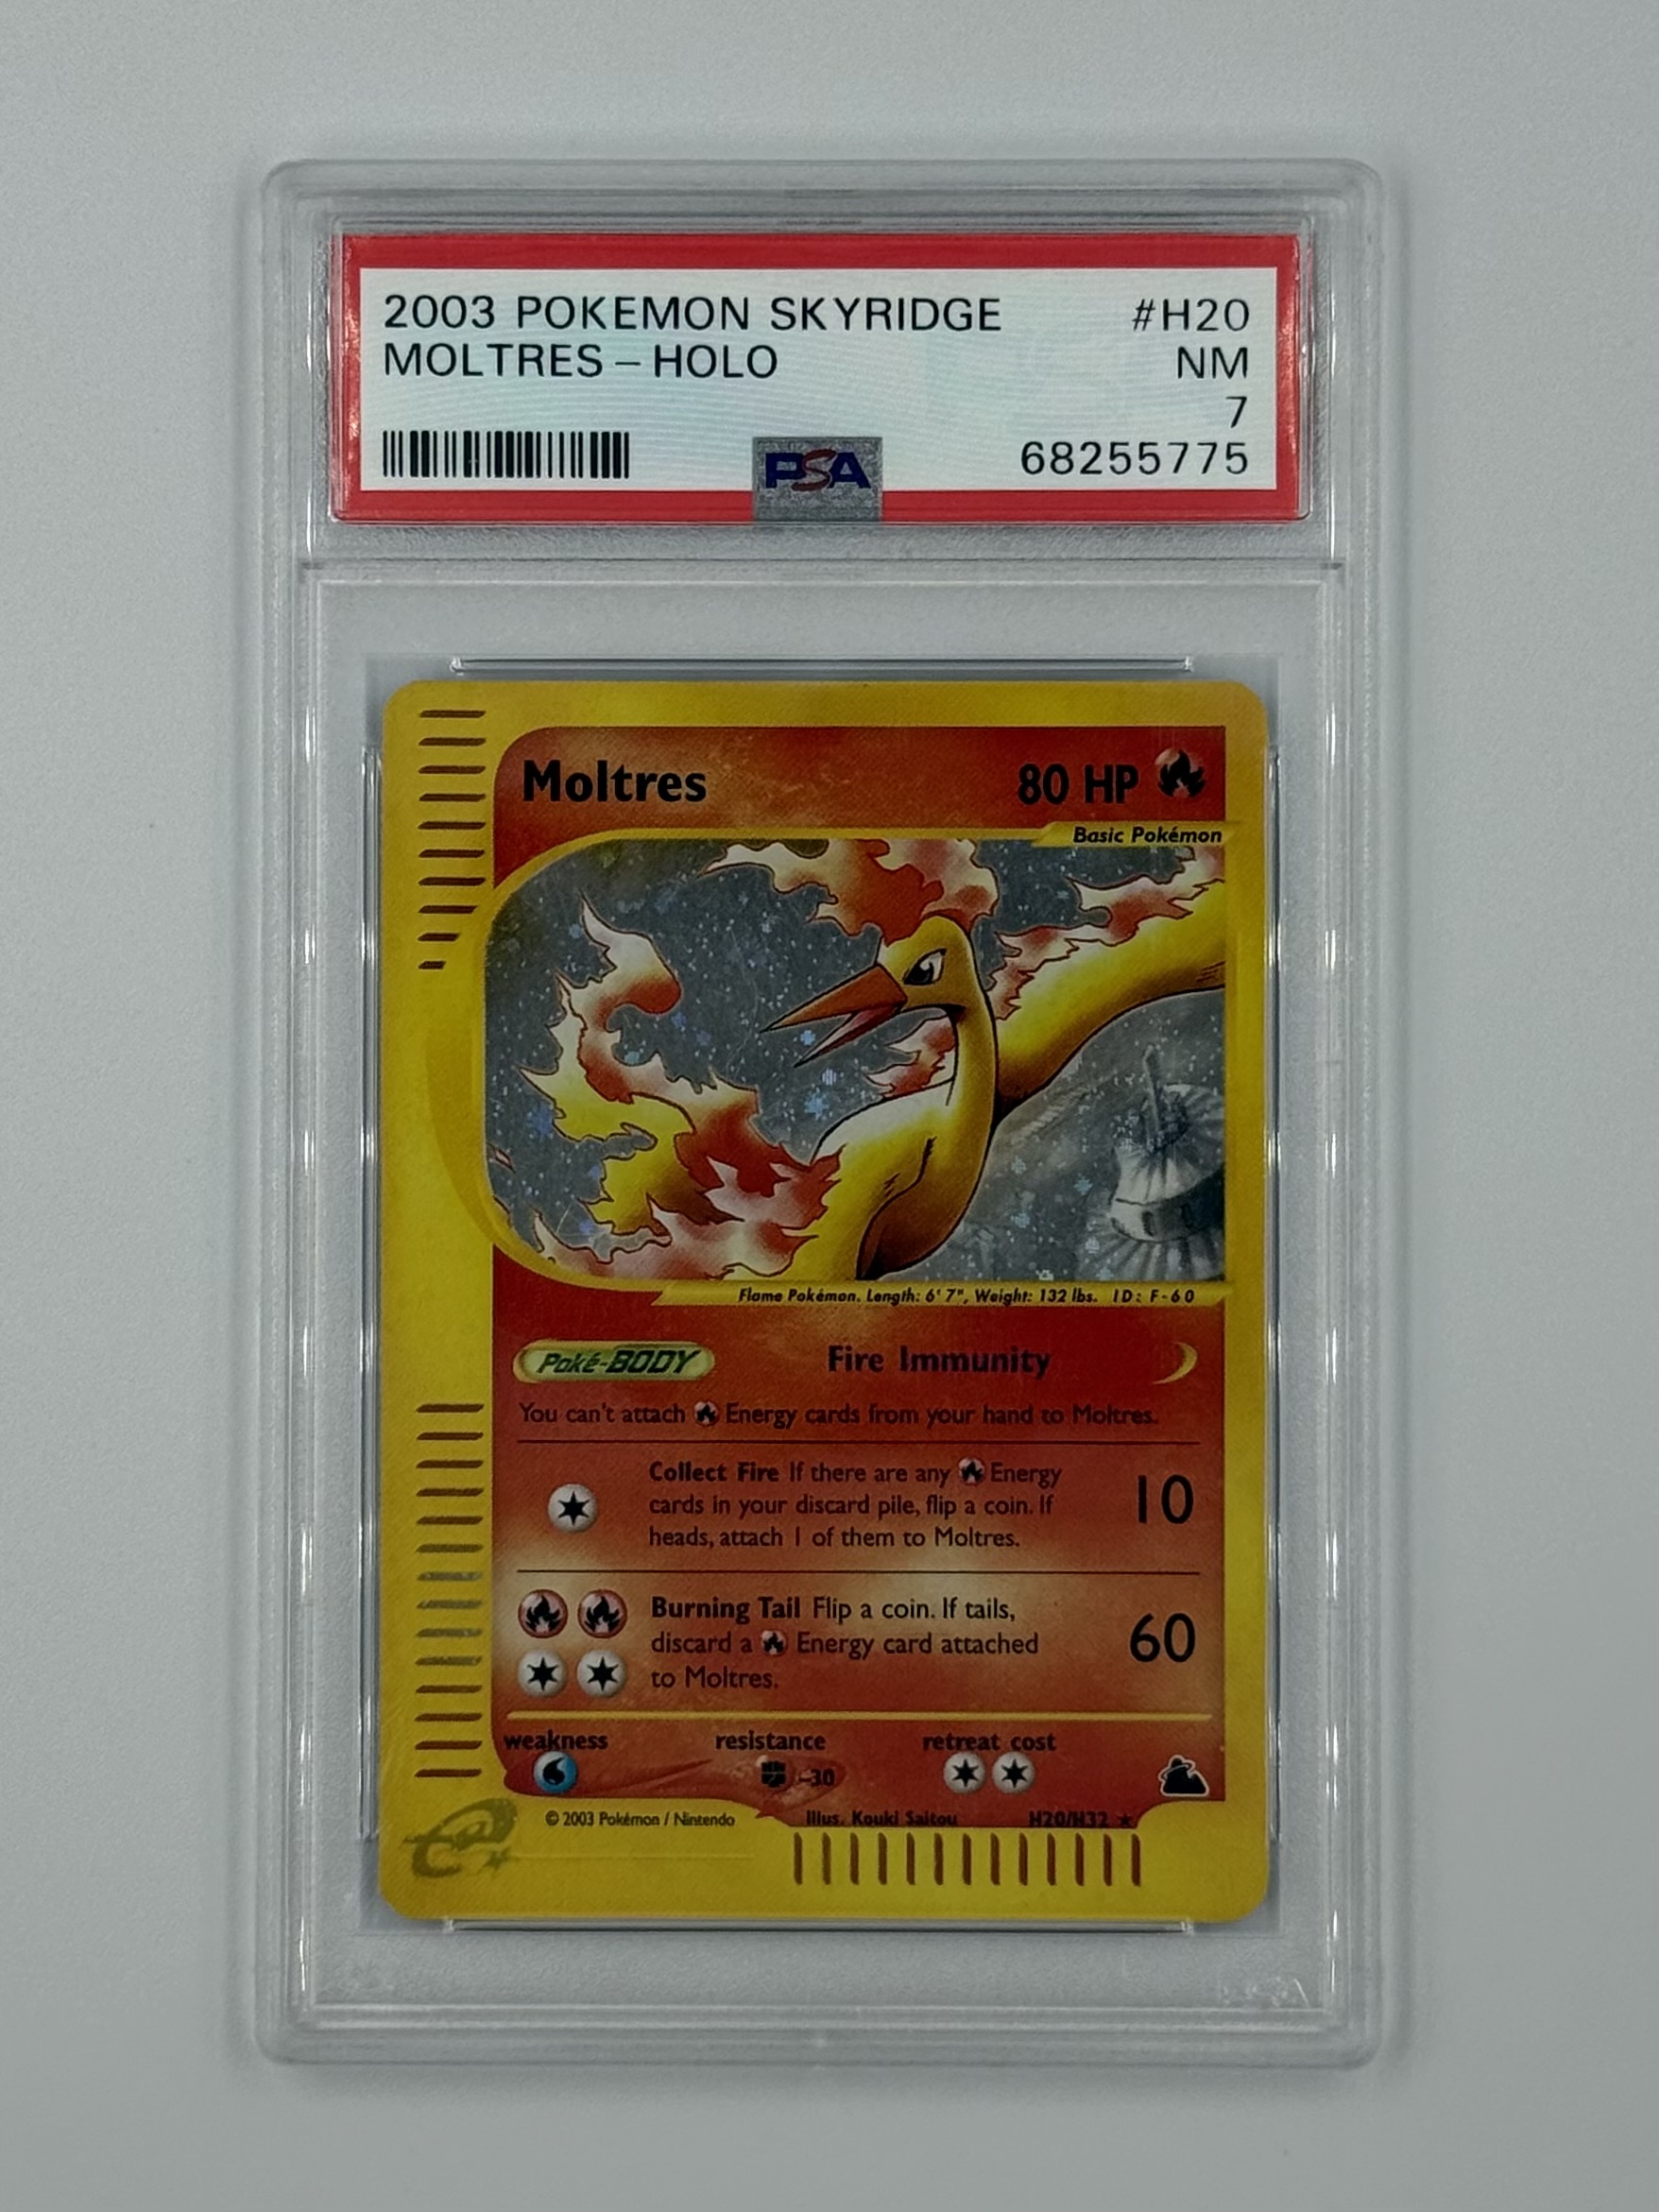 2003 POKEMON SKYRIDGE #H20
MOLTRES – HOLO NM
7
PSA 68255775
Moltres 80 HP
Basic Pokémon
Flame Pokémon. Length: 6' 7", Weight: 132 lbs. ID: F-60
Poké-BODY Fire Immunity
You can't attach Energy cards from your hand to Moltres.
Collect Fire If there are any Energy
cards in your discard pile, flip a coin. If
heads, attach 1 of them to Moltres.
10
Burning Tail Flip a coin. If tails,
discard a Energy card attached
to Moltres.
60
weakness resistance retreat cost
-30
© 2003 Pokémon / Nintendo Illus. Kouki Saitou H20/H32 ★
e